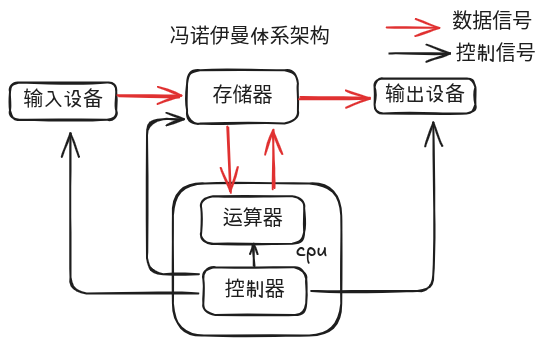 冯诺伊曼体系架构
数据信号
控制信号
输入设备
存储器
输出设备
运算器
cpu
控制器